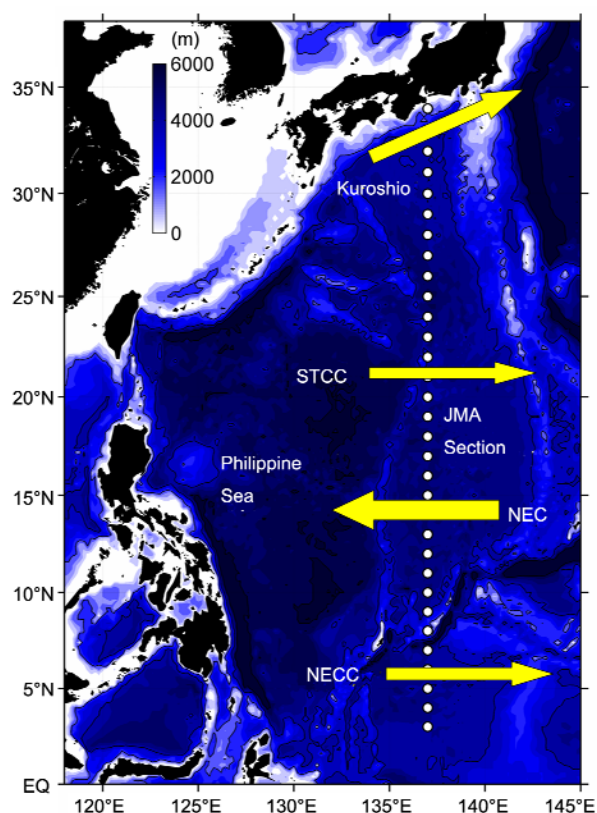 (m)
6000
4000
2000
0
35°N
30°N
25°N
20°N
15°N
10°N
5°N
EQ
Kuroshio
STCC
JMA
Section
Philippine
Sea
NEC
NECC
120°E
125°E
130°E
135°E
140°E
145°E